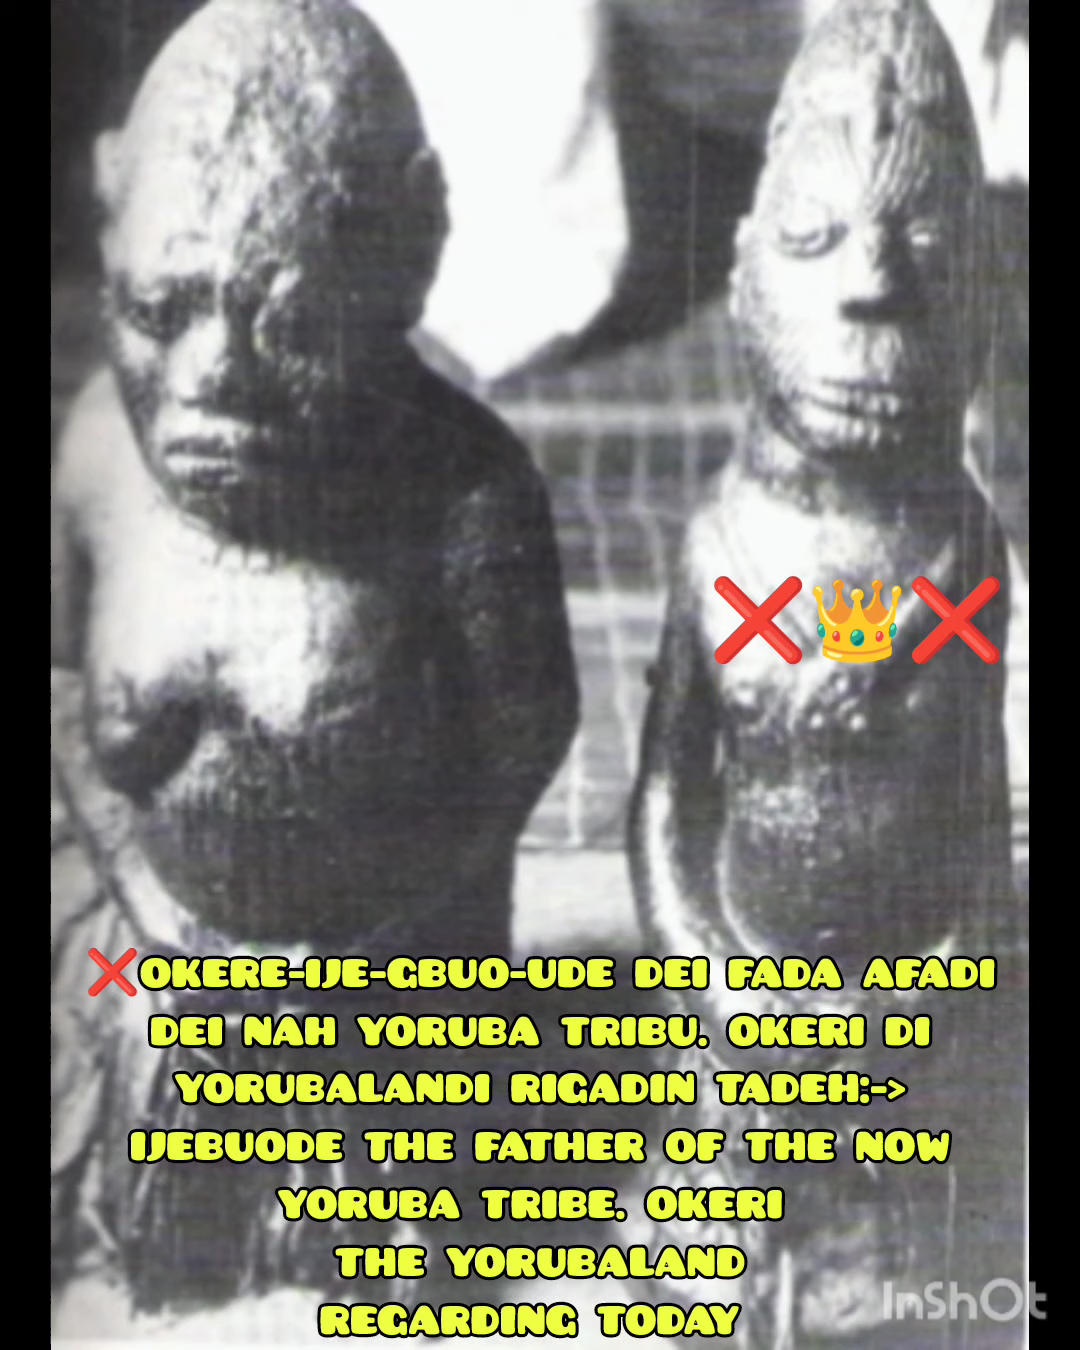 ❌OKERE-IJE-GBUO-UDE DEI FADA AFADI
DEI NAH YORUBA TRIBU. OKERI DI
YORUBALANDI RIGADIN TADEH:->
IJEBUODE THE FATHER OF THE NOW
YORUBA TRIBE. OKERI
THE YORUBALAND
REGARDING TODAY
InShOt